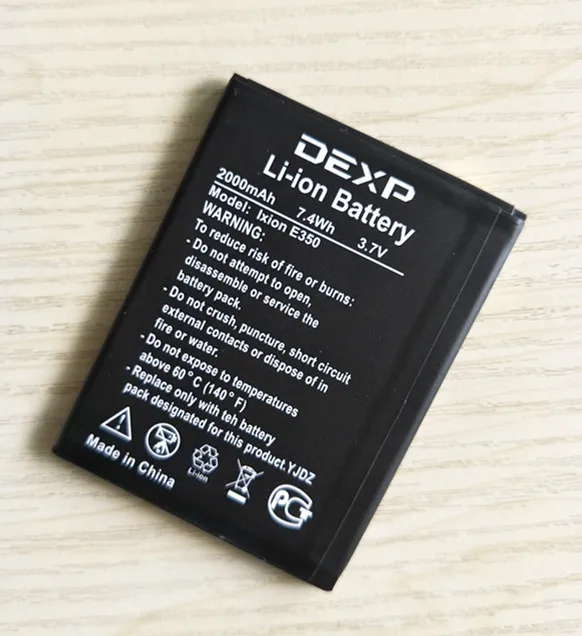 DEXP
Li-ion Battery
2000mAh 7.4Wh 3.7V
Model: Ixion E350
WARNING:
To reduce risk of fire or burns:
- Do not attempt to open,
disassemble or service the
battery pack.
- Do not crush, puncture, short circuit
external contacts or dispose of in
fire or water.
- Do not expose to temperatures
above 60°C (140°F)
- Replace only with teh battery
pack designated for this product.YJDZ
Li-ion
PCT
Made in China